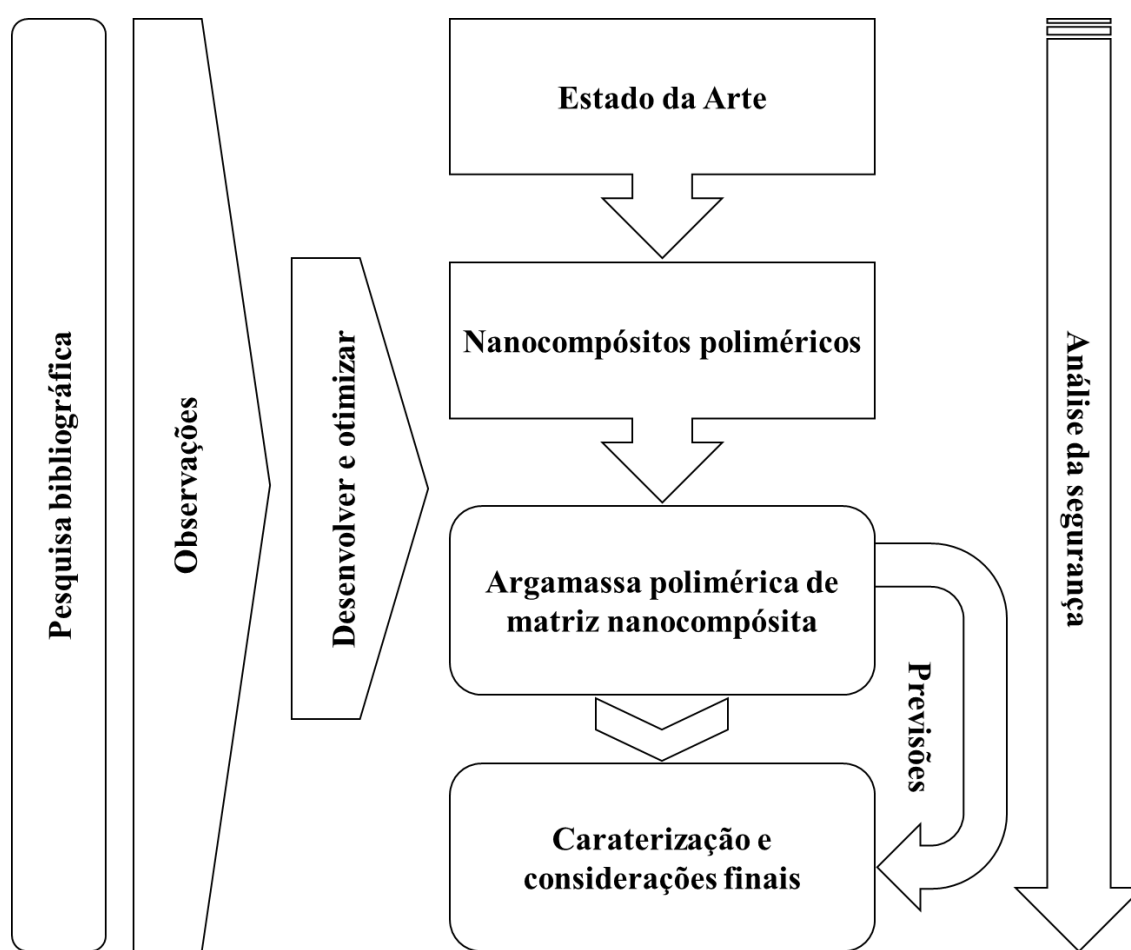 Pesquisa bibliográfica
Observações
Desenvolver e otimizar
Estado da Arte
Nanocompósitos poliméricos
Argamassa polimérica de
matriz nanocompósita
Previsões
Caraterização e
considerações finais
Análise da segurança